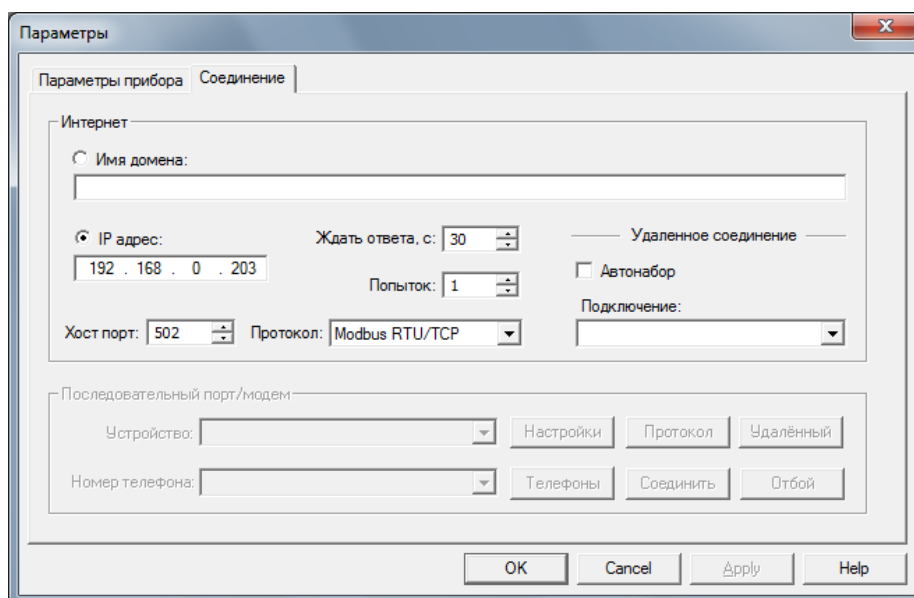 Параметры
Параметры прибора Соединение
Интернет
Имя домена:
IP адрес: Ждать ответа, с: 30 Удаленное соединение
192 . 168 . 0 . 203 Автонабор
Попыток: 1
Подключение:
Хост порт: 502 Протокол: Modbus RTU/TCP
Последовательный порт/модем
Устройство: Настройки Протокол Удалённый
Номер телефона: Телефоны Соединить Отбой
OK Cancel Apply Help